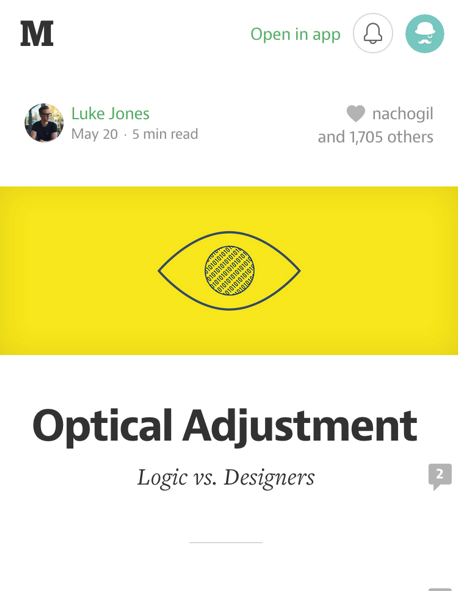 M
Open in app
Luke Jones
May 20 · 5 min read
nachogil
and 1,705 others
Optical Adjustment
Logic vs. Designers
2